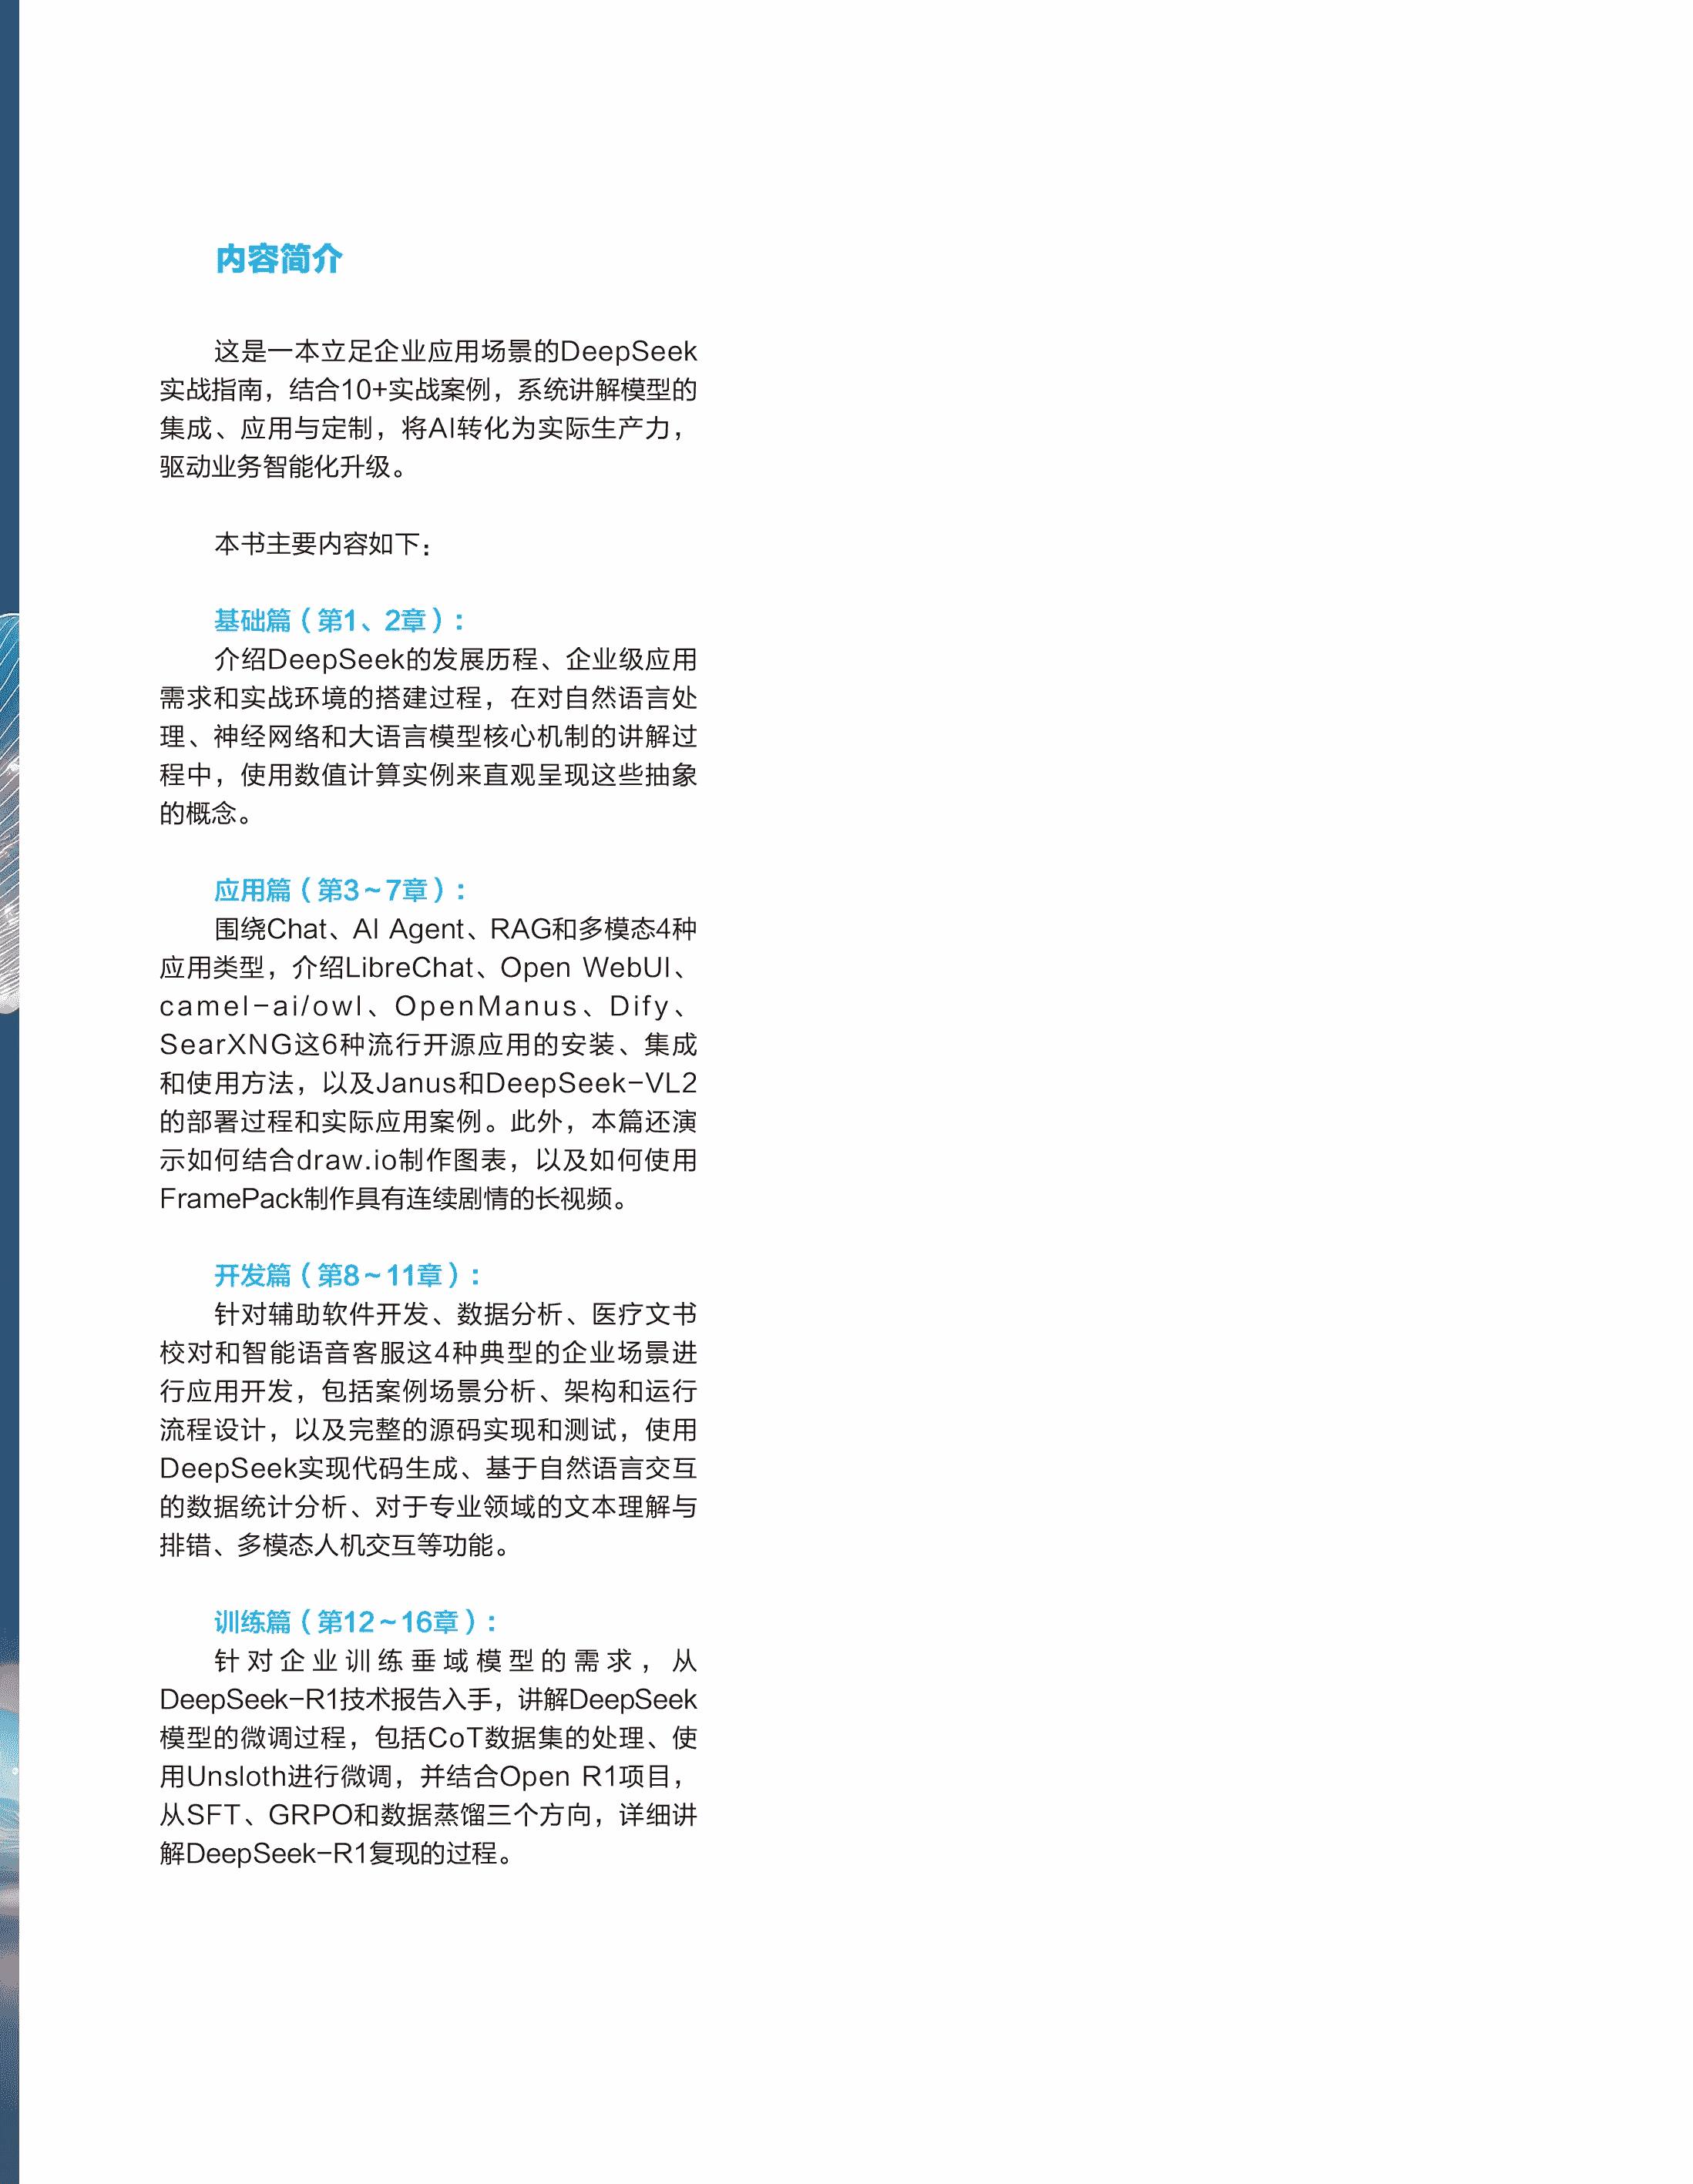 内容简介
这是一本立足企业应用场景的DeepSeek
实战指南，结合10+实战案例，系统讲解模型的
集成、应用与定制，将AI转化为实际生产力，
驱动业务智能化升级。
本书主要内容如下：
基础篇（第1、2章）：
介绍DeepSeek的发展历程、企业级应用
需求和实战环境的搭建过程，在对自然语言处
理、神经网络和大语言模型核心机制的讲解过
程中，使用数值计算实例来直观呈现这些抽象
的概念。
应用篇（第3～7章）：
围绕Chat、AI Agent、RAG和多模态4种
应用类型，介绍LibreChat、Open WebUI、
camel-ai/owl、OpenManus、Dify、
SearXNG这6种流行开源应用的安装、集成
和使用方法，以及Janus和DeepSeek-VL2
的部署过程和实际应用案例。此外，本篇还演
示如何结合draw.io制作图表，以及如何使用
FramePack制作具有连续剧情的长视频。
开发篇（第8～11章）：
针对辅助软件开发、数据分析、医疗文书
校对和智能语音客服这4种典型的企业场景进
行应用开发，包括案例场景分析、架构和运行
流程设计，以及完整的源码实现和测试，使用
DeepSeek实现代码生成、基于自然语言交互
的数据统计分析、对于专业领域的文本理解与
排错、多模态人机交互等功能。
训练篇（第12～16章）：
针对企业训练垂域模型的需求，从
DeepSeek-R1技术报告入手，讲解DeepSeek
模型的微调过程，包括CoT数据集的处理、使
用Unsloth进行微调，并结合Open R1项目，
从SFT、GRPO和数据蒸馏三个方向，详细讲
解DeepSeek-R1复现的过程。